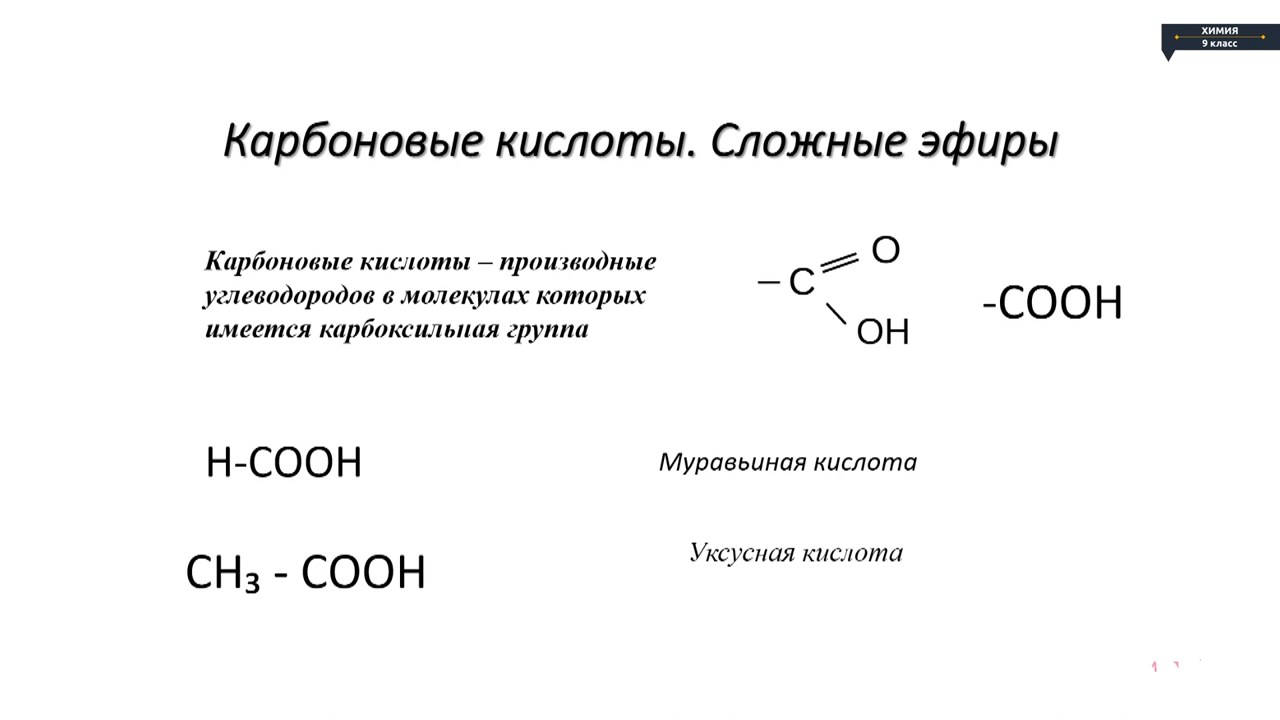 ХИМИЯ
9 класс
Карбоновые кислоты. Сложные эфиры
Карбоновые кислоты – производные
углеводородов в молекулах которых
имеется карбоксильная группа
– C
O
OH
-COOH
H-COOH
Муравьиная кислота
CH₃ - COOH
Уксусная кислота